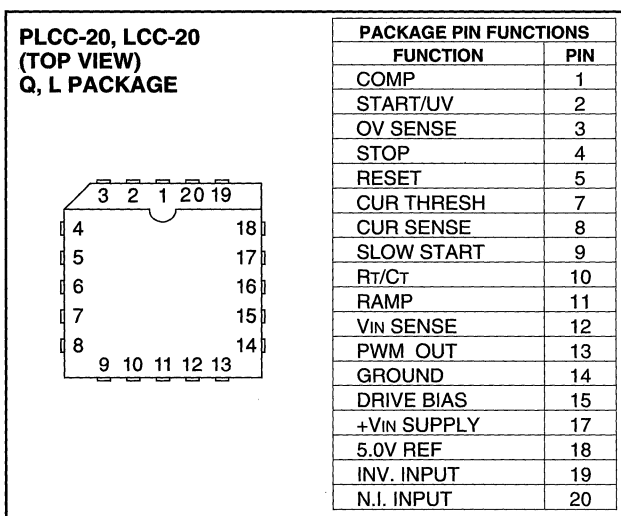 PLCC-20, LCC-20
(TOP VIEW)
Q, L PACKAGE
3 2 1 20 19
4 18
5 17
6 16
7 15
8 14
9 10 11 12 13
PACKAGE PIN FUNCTIONS
FUNCTION PIN
COMP 1
START/UV 2
OV SENSE 3
STOP 4
RESET 5
CUR THRESH 7
CUR SENSE 8
SLOW START 9
RT/CT 10
RAMP 11
VIN SENSE 12
PWM OUT 13
GROUND 14
DRIVE BIAS 15
+VIN SUPPLY 17
5.0V REF 18
INV. INPUT 19
N.I. INPUT 20